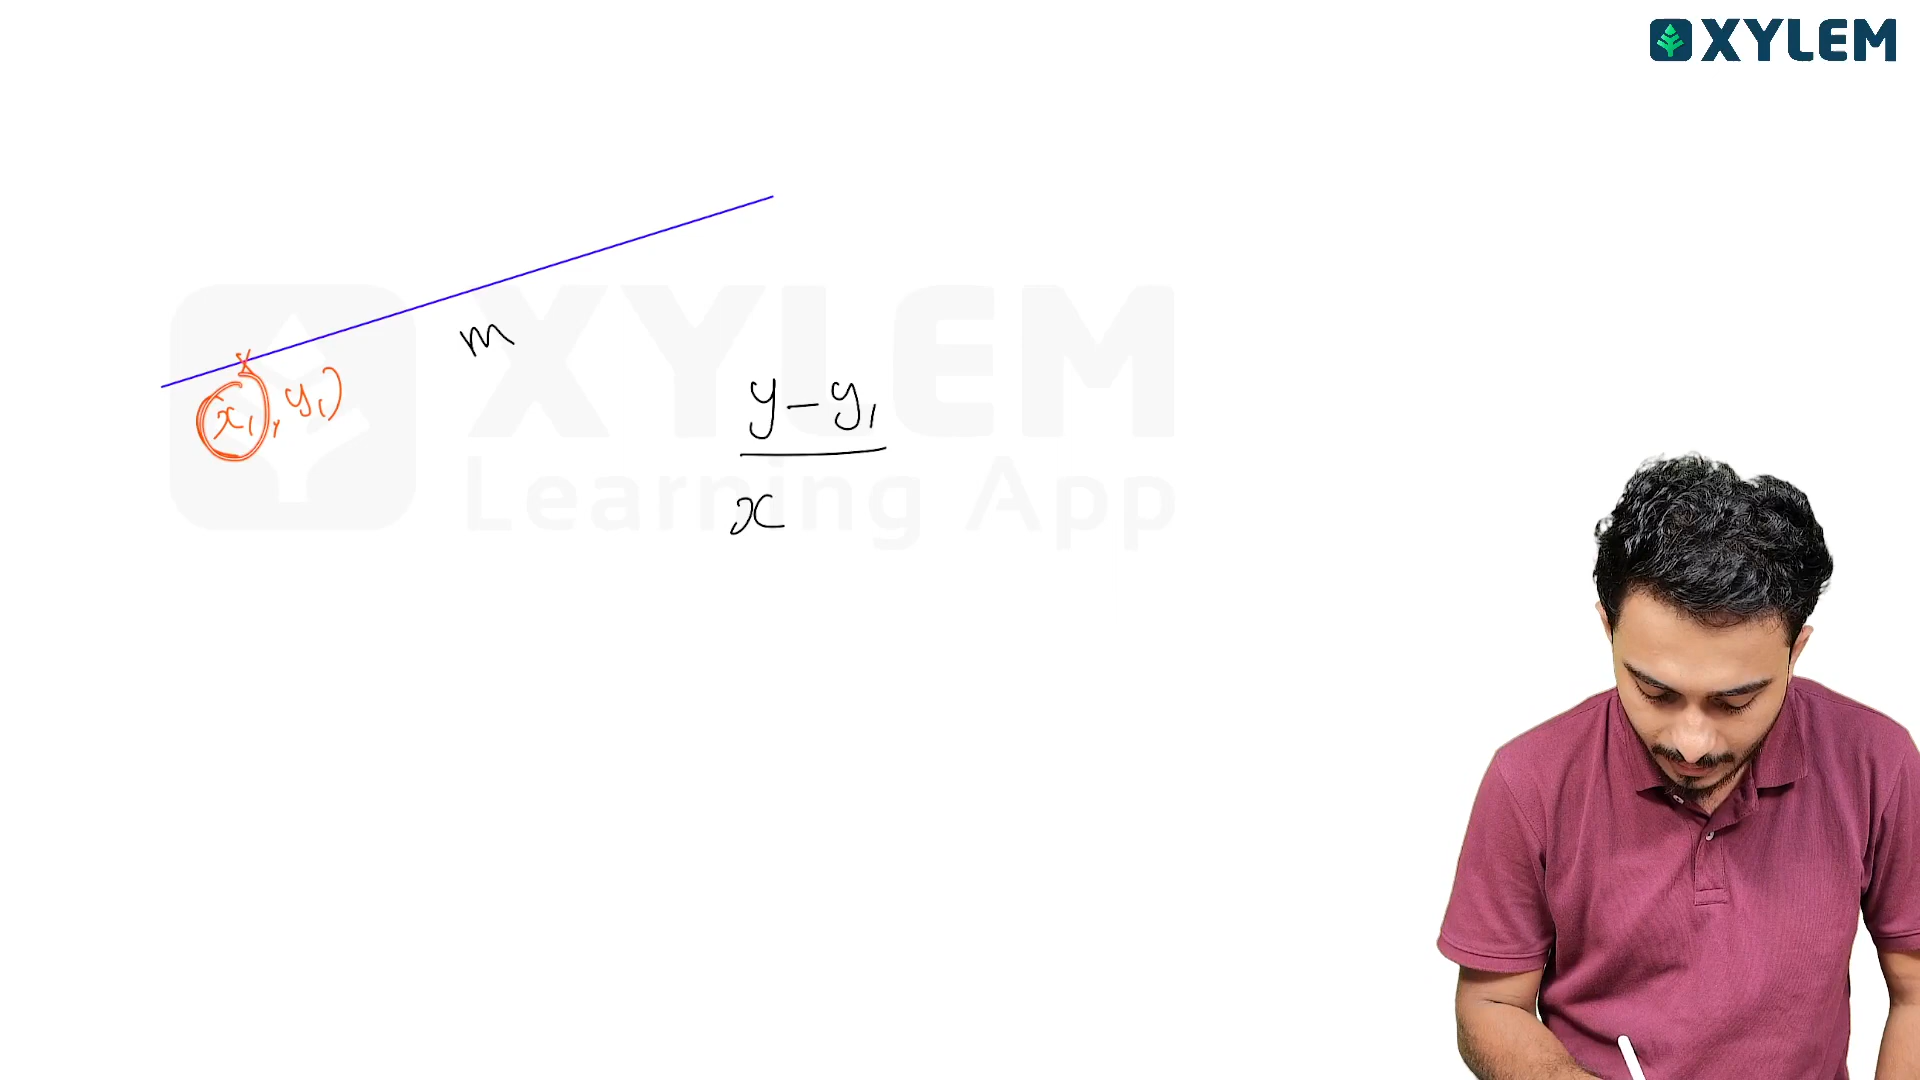 XYLEM
m
x₁, y₁)
XYLEM
Learning App
y – y₁
x